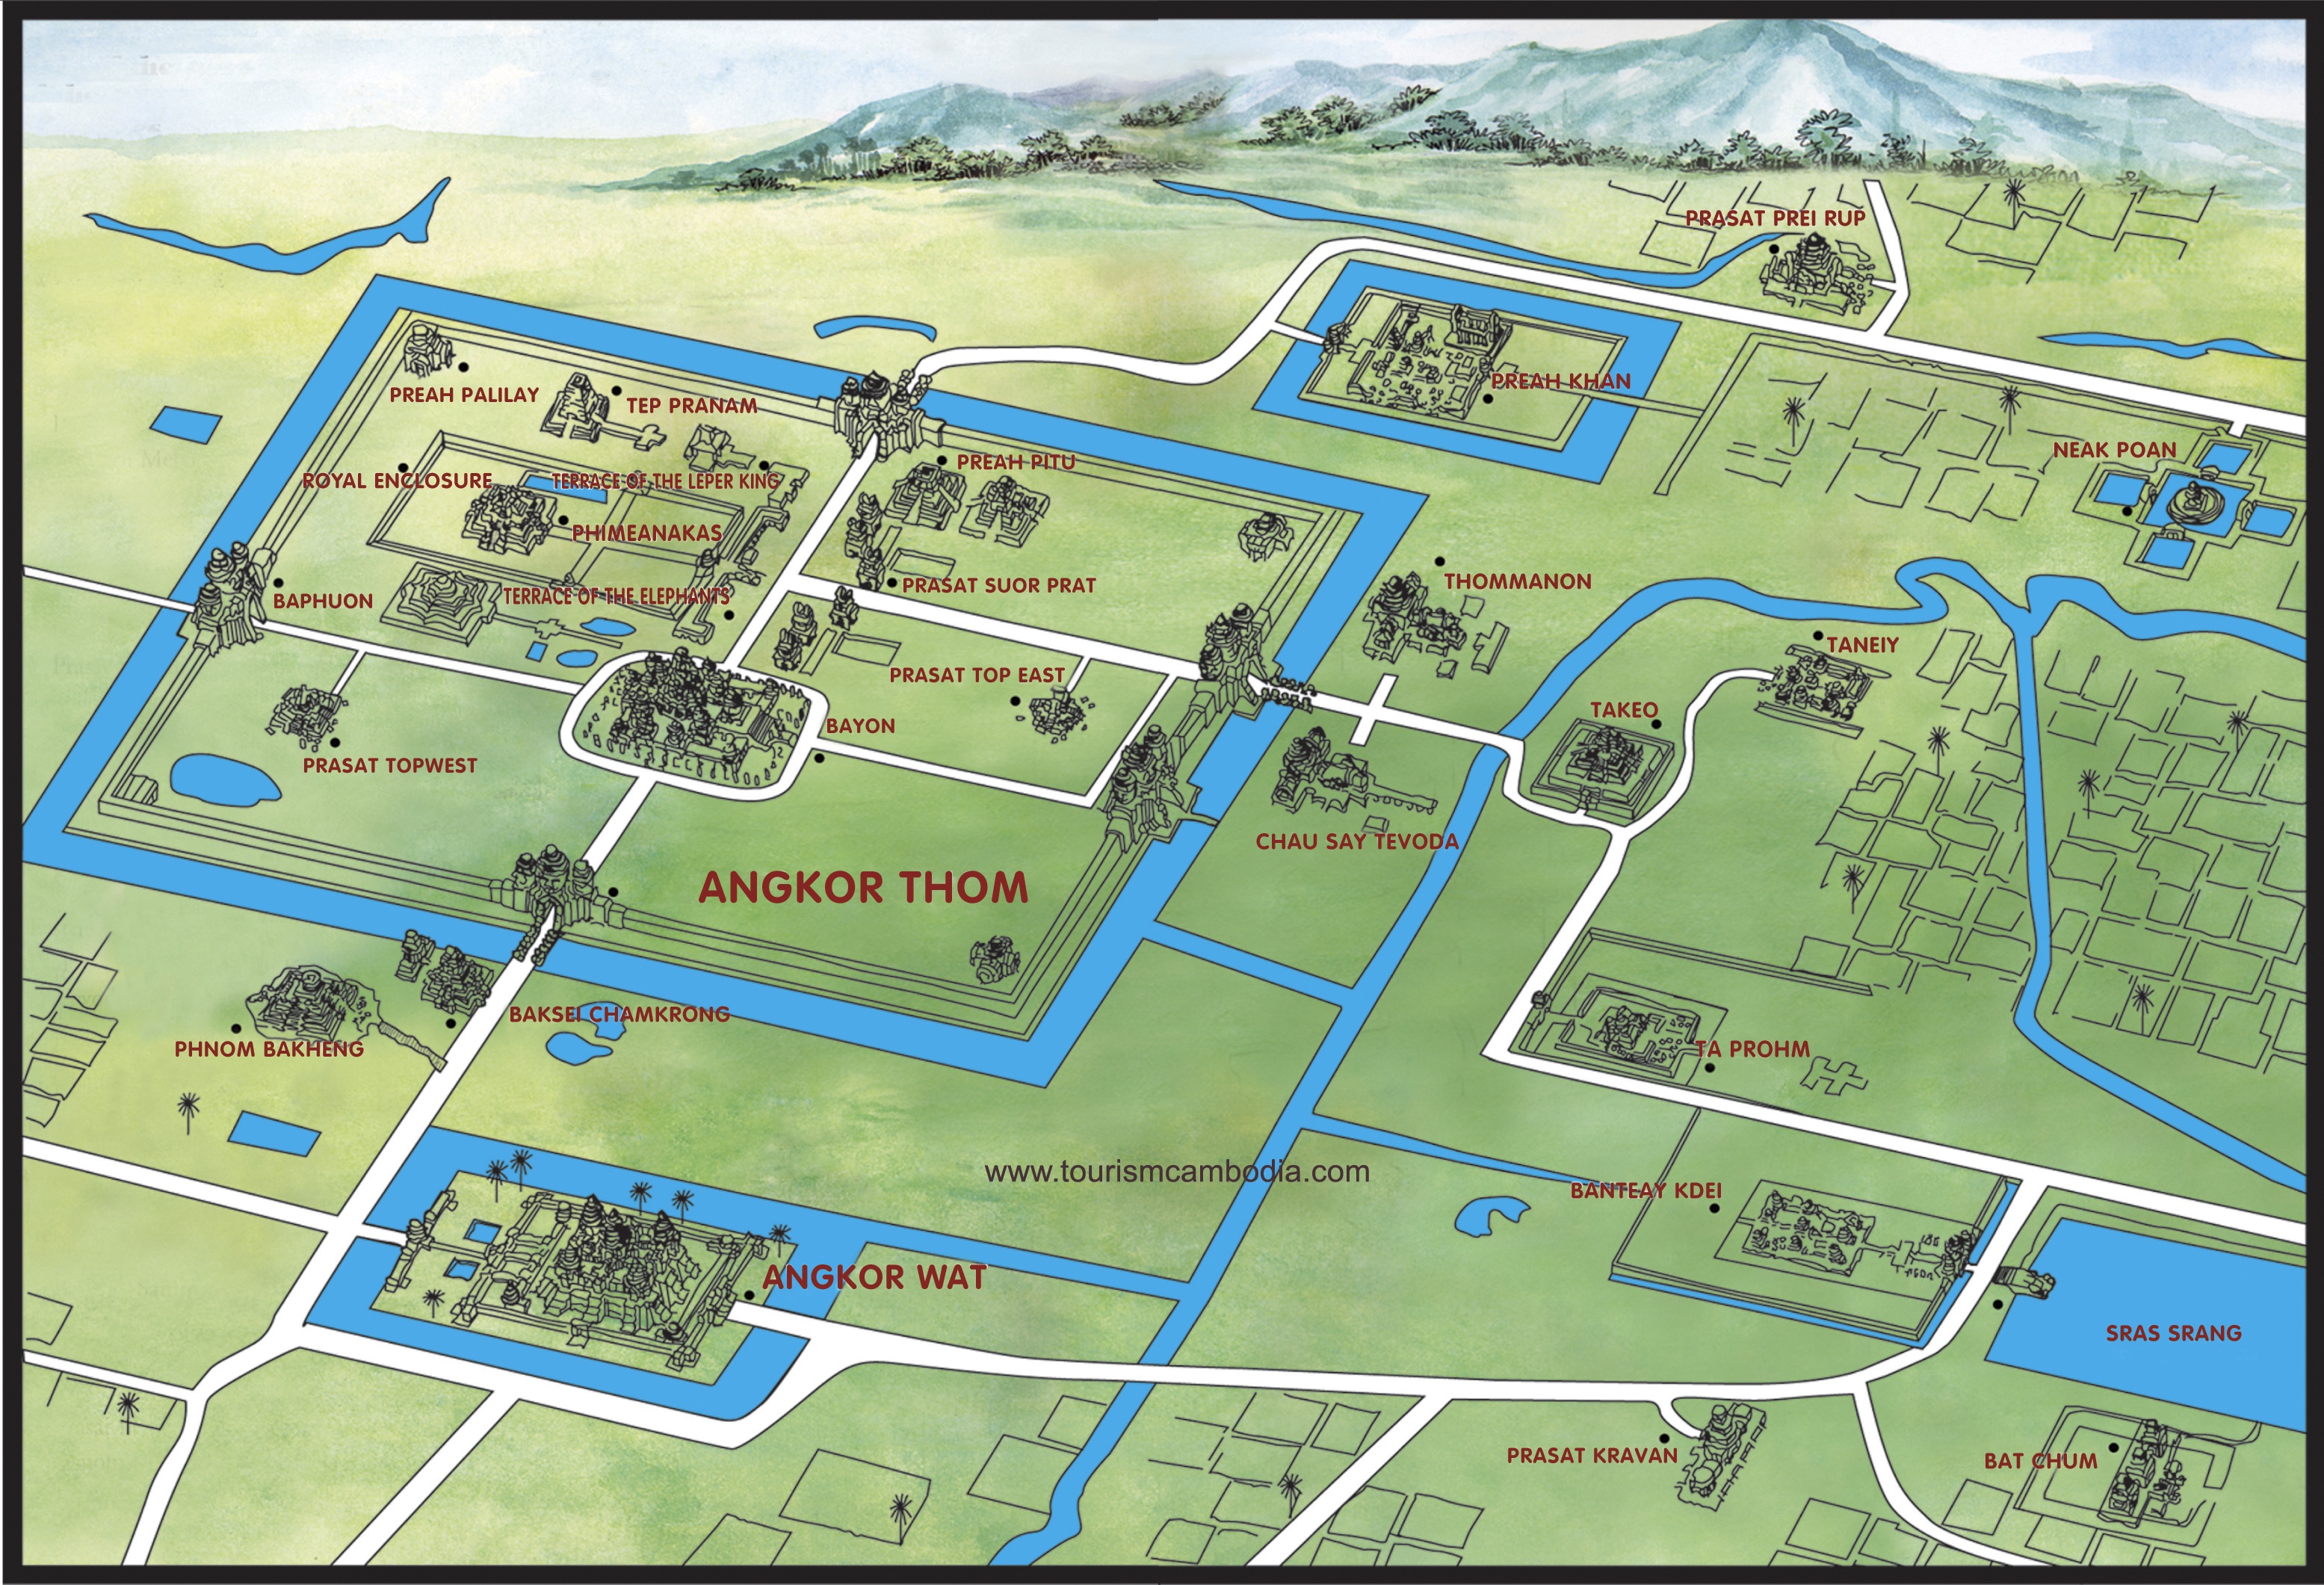 PRASAT PREI RUP
PREAH PALILAY
TEP PRANAM
PREAH KHAN
NEAK POAN
ROYAL ENCLOSURE
TERRACE OF THE LEPER KING
PREAH PITU
PHIMEANAKAS
BAPHUON
TERRACE OF THE ELEPHANTS
PRASAT SUOR PRAT
THOMMANON
TANEIY
PRASAT TOP EAST
TAKEO
BAYON
PRASAT TOPWEST
CHAU SAY TEVODA
ANGKOR THOM
BAKSEI CHAMKRONG
PHNOM BAKHENG
TA PROHM
www.tourismcambodia.com
BANTEAY KDEI
ANGKOR WAT
SRAS SRANG
PRASAT KRAVAN
BAT CHUM